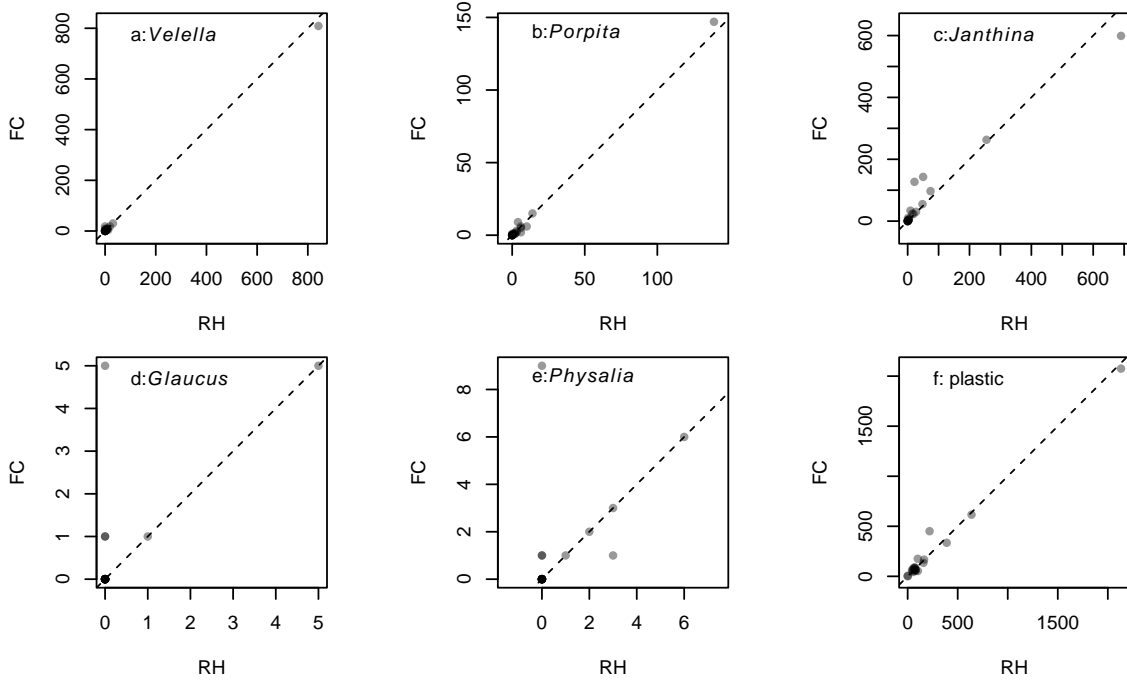 a:Velella
FC
0 200 400 600 800
0 200 400 600 800
RH
b:Porpita
FC
0 50 100 150
0 50 100
RH
c:Janthina
FC
0 200 400 600
0 200 400 600
RH
d:Glaucus
FC
0 1 2 3 4 5
0 1 2 3 4 5
RH
e:Physalia
FC
0 2 4 6 8
0 2 4 6
RH
f: plastic
FC
0 500 1500
0 500 1500
RH